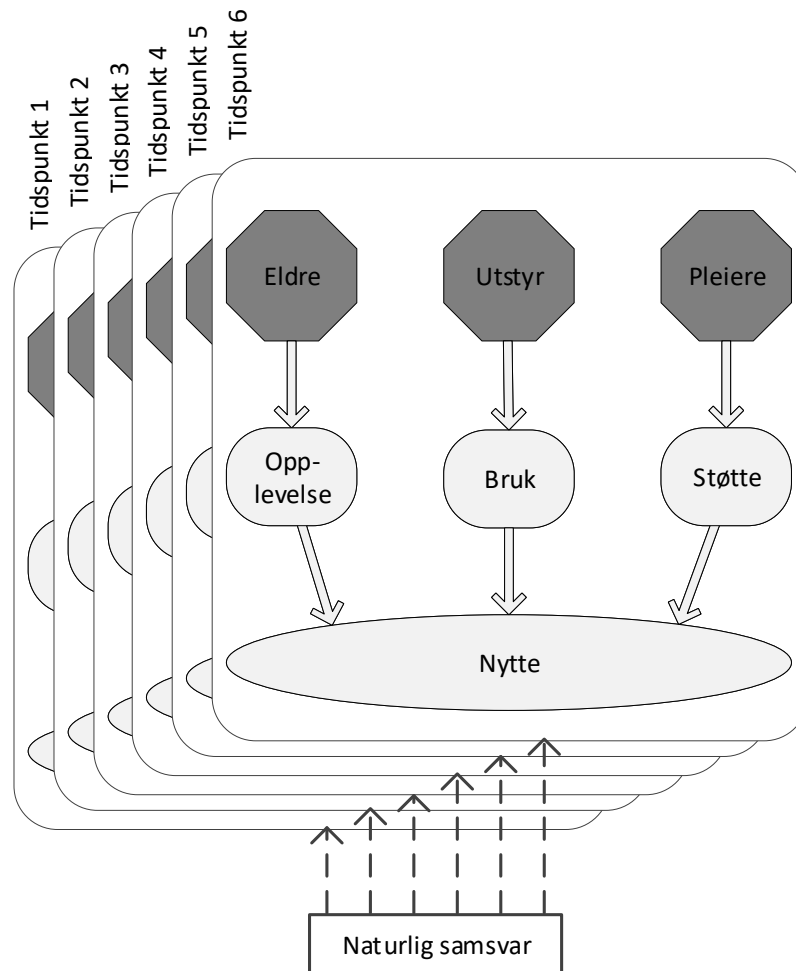 Tidspunkt 1
Tidspunkt 2
Tidspunkt 3
Tidspunkt 4
Tidspunkt 5
Tidspunkt 6
Eldre
Utstyr
Pleiere
Opp-
levelse
Bruk
Støtte
Nytte
Naturlig samsvar